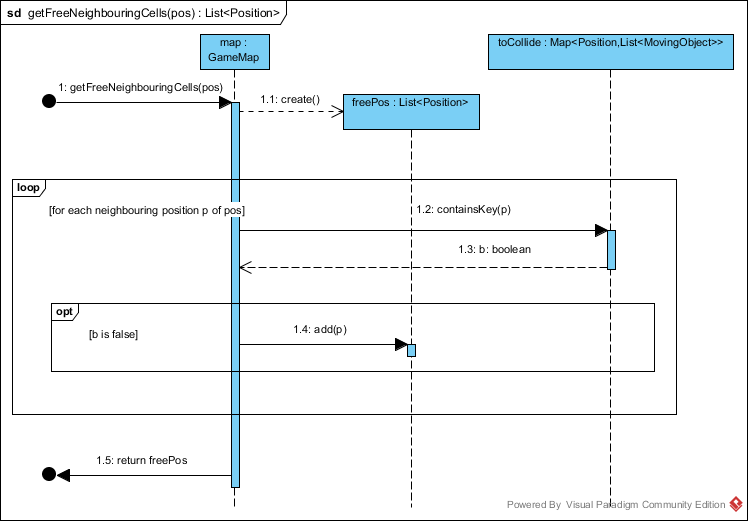 sd getFreeNeighbouringCells(pos) : List<Position>
map :
GameMap
toCollide : Map<Position,List<MovingObject>>
1: getFreeNeighbouringCells(pos)
1.1: create()
freePos : List<Position>
loop
[for each neighbouring position p of pos]
1.2: containsKey(p)
1.3: b: boolean
opt
[b is false]
1.4: add(p)
1.5: return freePos
Powered By Visual Paradigm Community Edition